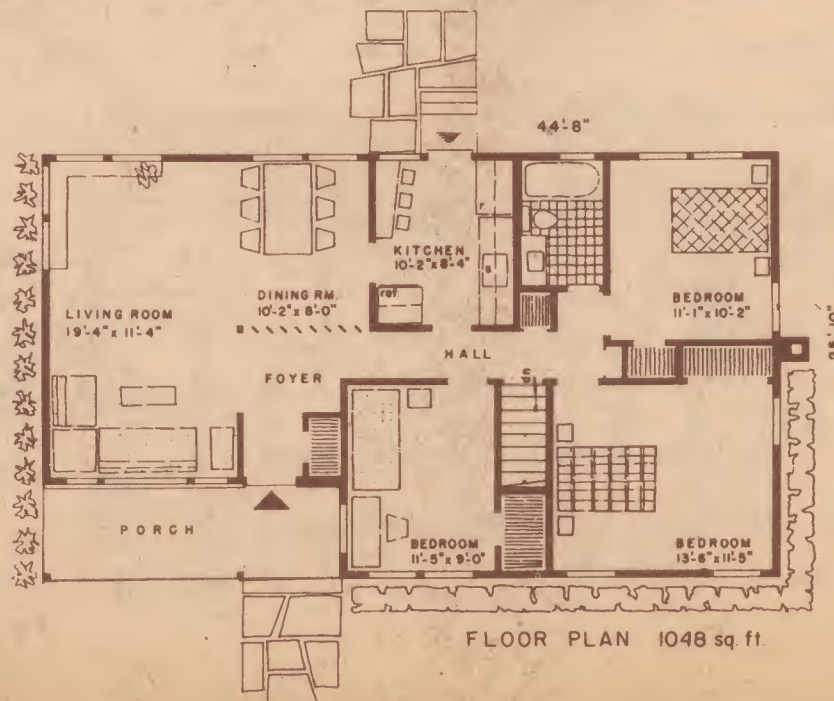 44'-8"
KITCHEN
10'-2" x 8'-4"
r.
s
ref.
LIVING ROOM
19'-4" x 11'-4"
DINING RM.
10'-2" x 8'-0"
BEDROOM
11'-1" x 10'-2"
HALL
FOYER
PORCH
BEDROOM
11'-5" x 9'-0"
BEDROOM
13'-6" x 11'-5"
FLOOR PLAN 1048 sq. ft.